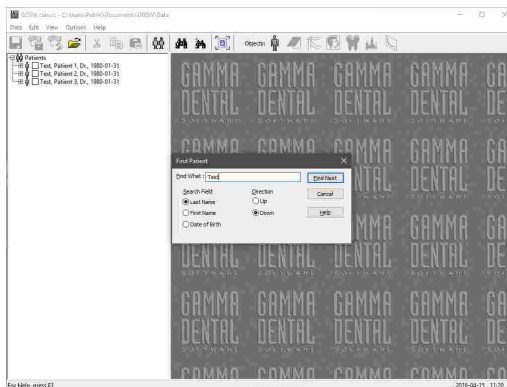 GDSW classic - C:\Users\Public\Documents\GDSW\Data
Data Edit View Options Help
Objects:
Patients
Test, Patient 1, Dr., 1980-01-31
Test, Patient 2, Dr., 1980-01-31
Test, Patient 3, Dr., 1980-01-31
GAMMA DENTAL SOFTWARE
Find Patient
Find What : Test
Find Next
Search Field
Direction
Cancel
Last Name
Up
First Name
Down
Help
Date of Birth
For Help, press F1
2016-04-15 11:20